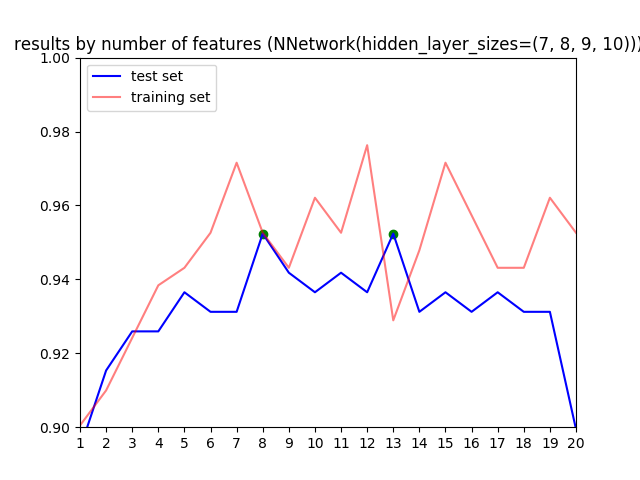 results by number of features (NNetwork(hidden_layer_sizes=(7, 8, 9, 10)))
1.00
test set
training set
0.98
0.96
0.94
0.92
0.90
1 2 3 4 5 6 7 8 9 10 11 12 13 14 15 16 17 18 19 20